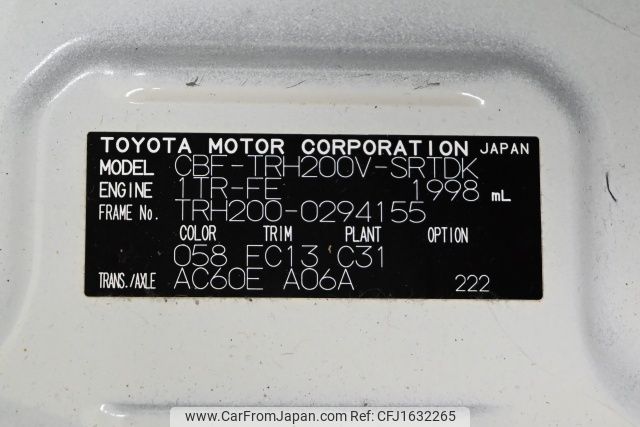 TOYOTA MOTOR CORPORATION JAPAN
MODEL CBF-TRH200V-SRTDK
ENGINE 1TR-FE 1998 mL
FRAME No. TRH200-0294155
COLOR TRIM PLANT OPTION
058 FC13 C31
TRANS./AXLE AC60E A06A 222
www.CarFromJapan.com Ref:CFJ1632265